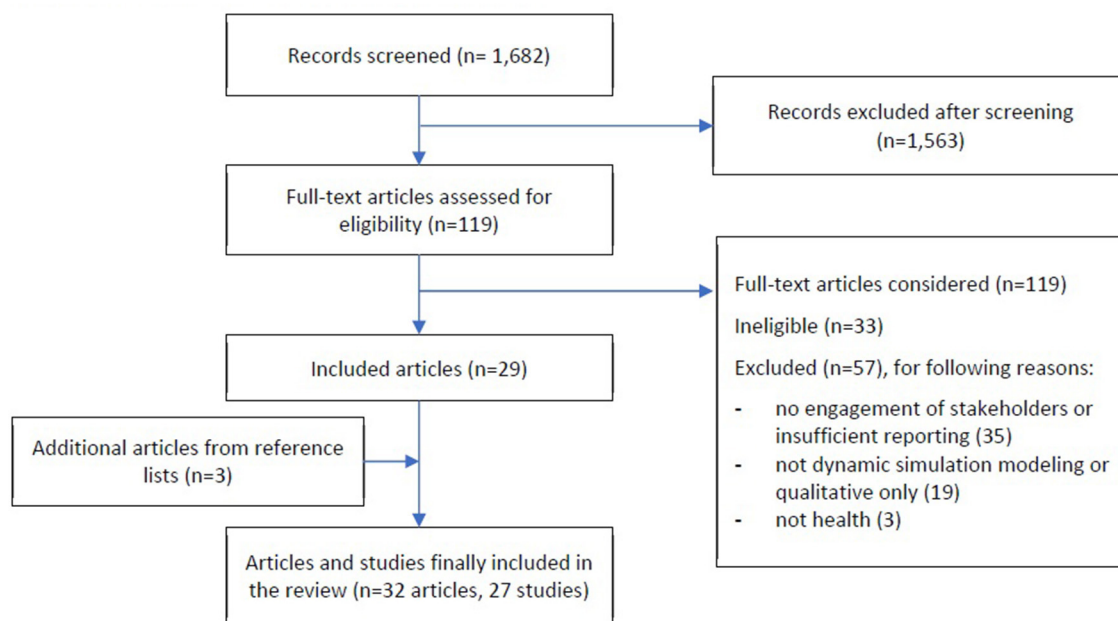 Records screened (n= 1,682)
Records excluded after screening
(n=1,563)
Full-text articles assessed for
eligibility (n=119)
Full-text articles considered (n=119)
Ineligible (n=33)
Excluded (n=57), for following reasons:
- no engagement of stakeholders or
insufficient reporting (35)
- not dynamic simulation modeling or
qualitative only (19)
- not health (3)
Included articles (n=29)
Additional articles from reference
lists (n=3)
Articles and studies finally included in
the review (n=32 articles, 27 studies)